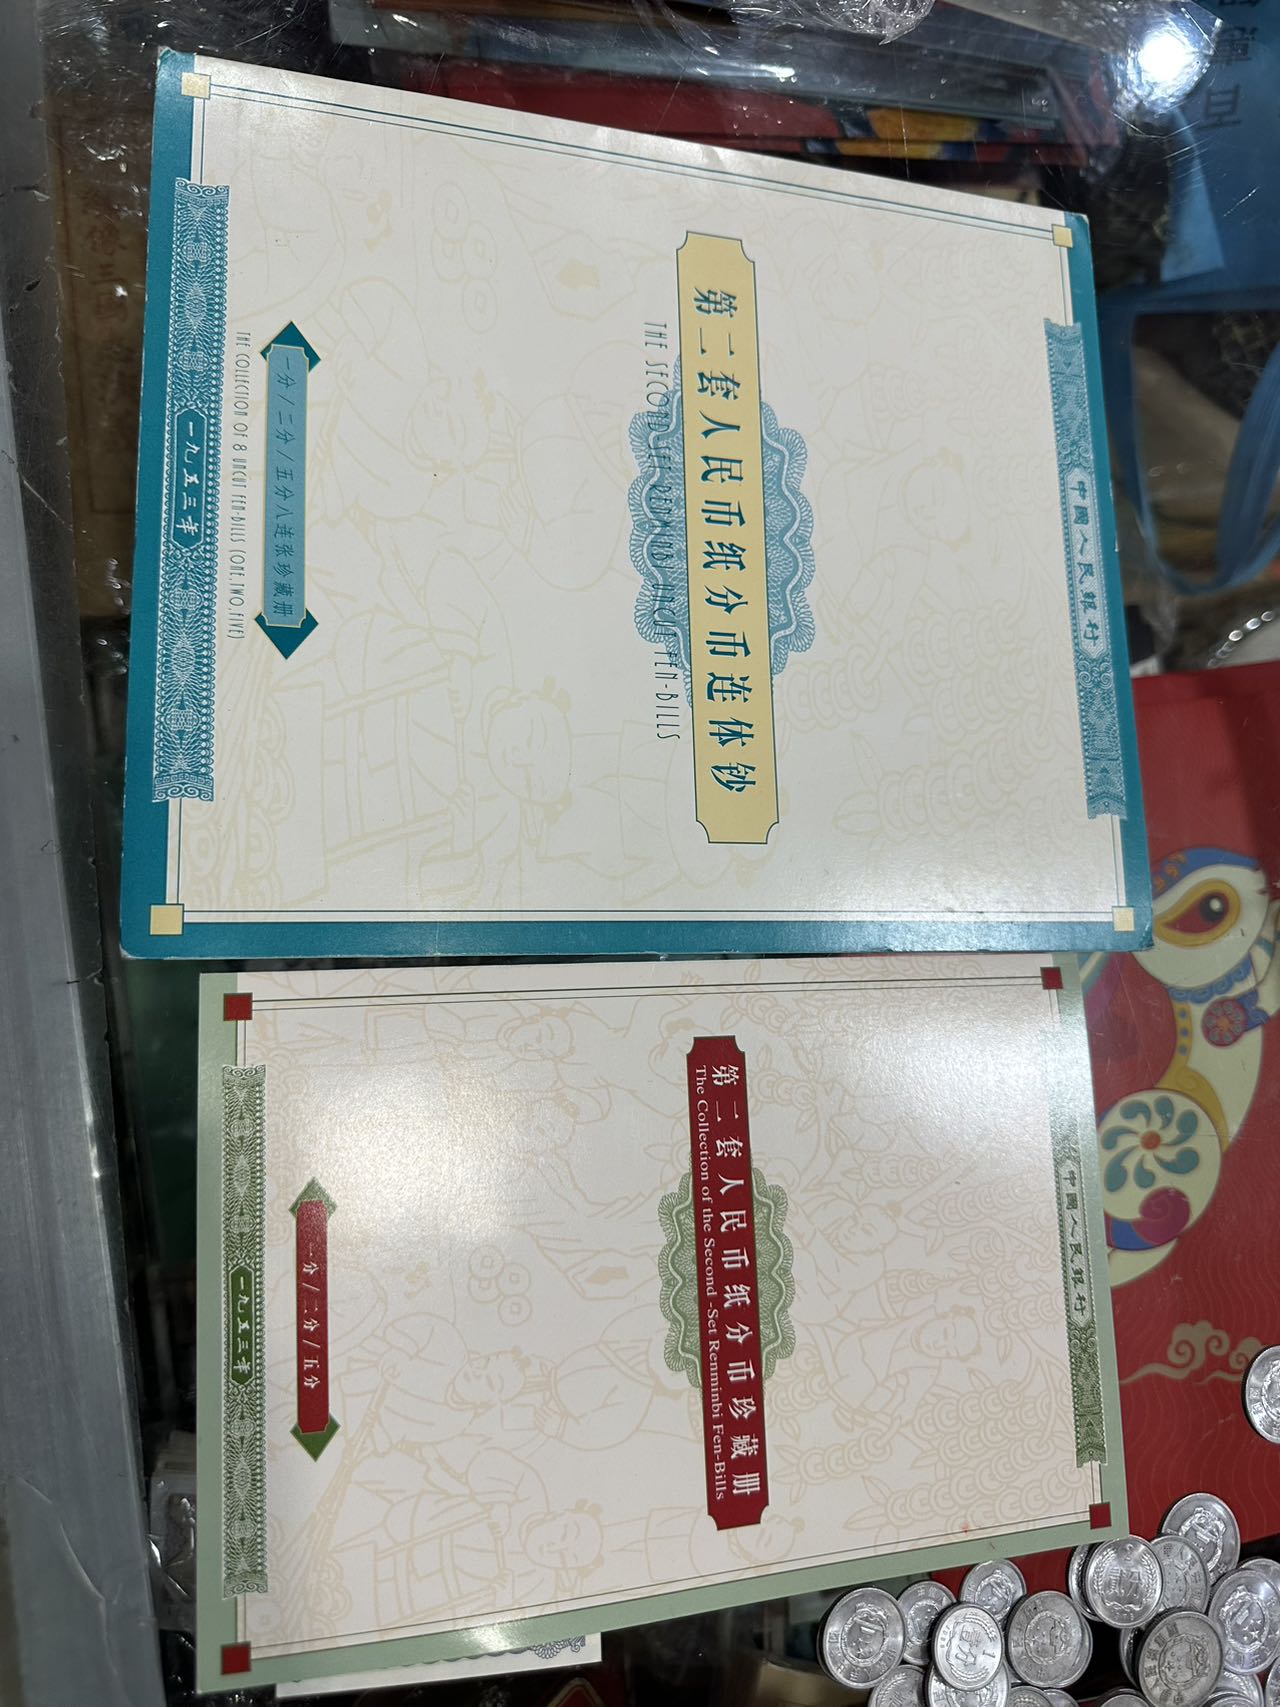 中國人民銀行
第二套人民币纸分币连体钞
THE SECOND SET RENMINBI UNCUT FEN-BILLS
一分/二分/五分八连张珍藏册
THE COLLECTION OF 8 UNCUT FEN-BILLS (ONE,TWO,FIVE)
一九五三年
中國人民銀行
第二套人民币纸分币珍藏册
The Collection of the Second -Set Renminbi Fen-Bills
一分/二分/五分
一九五三年